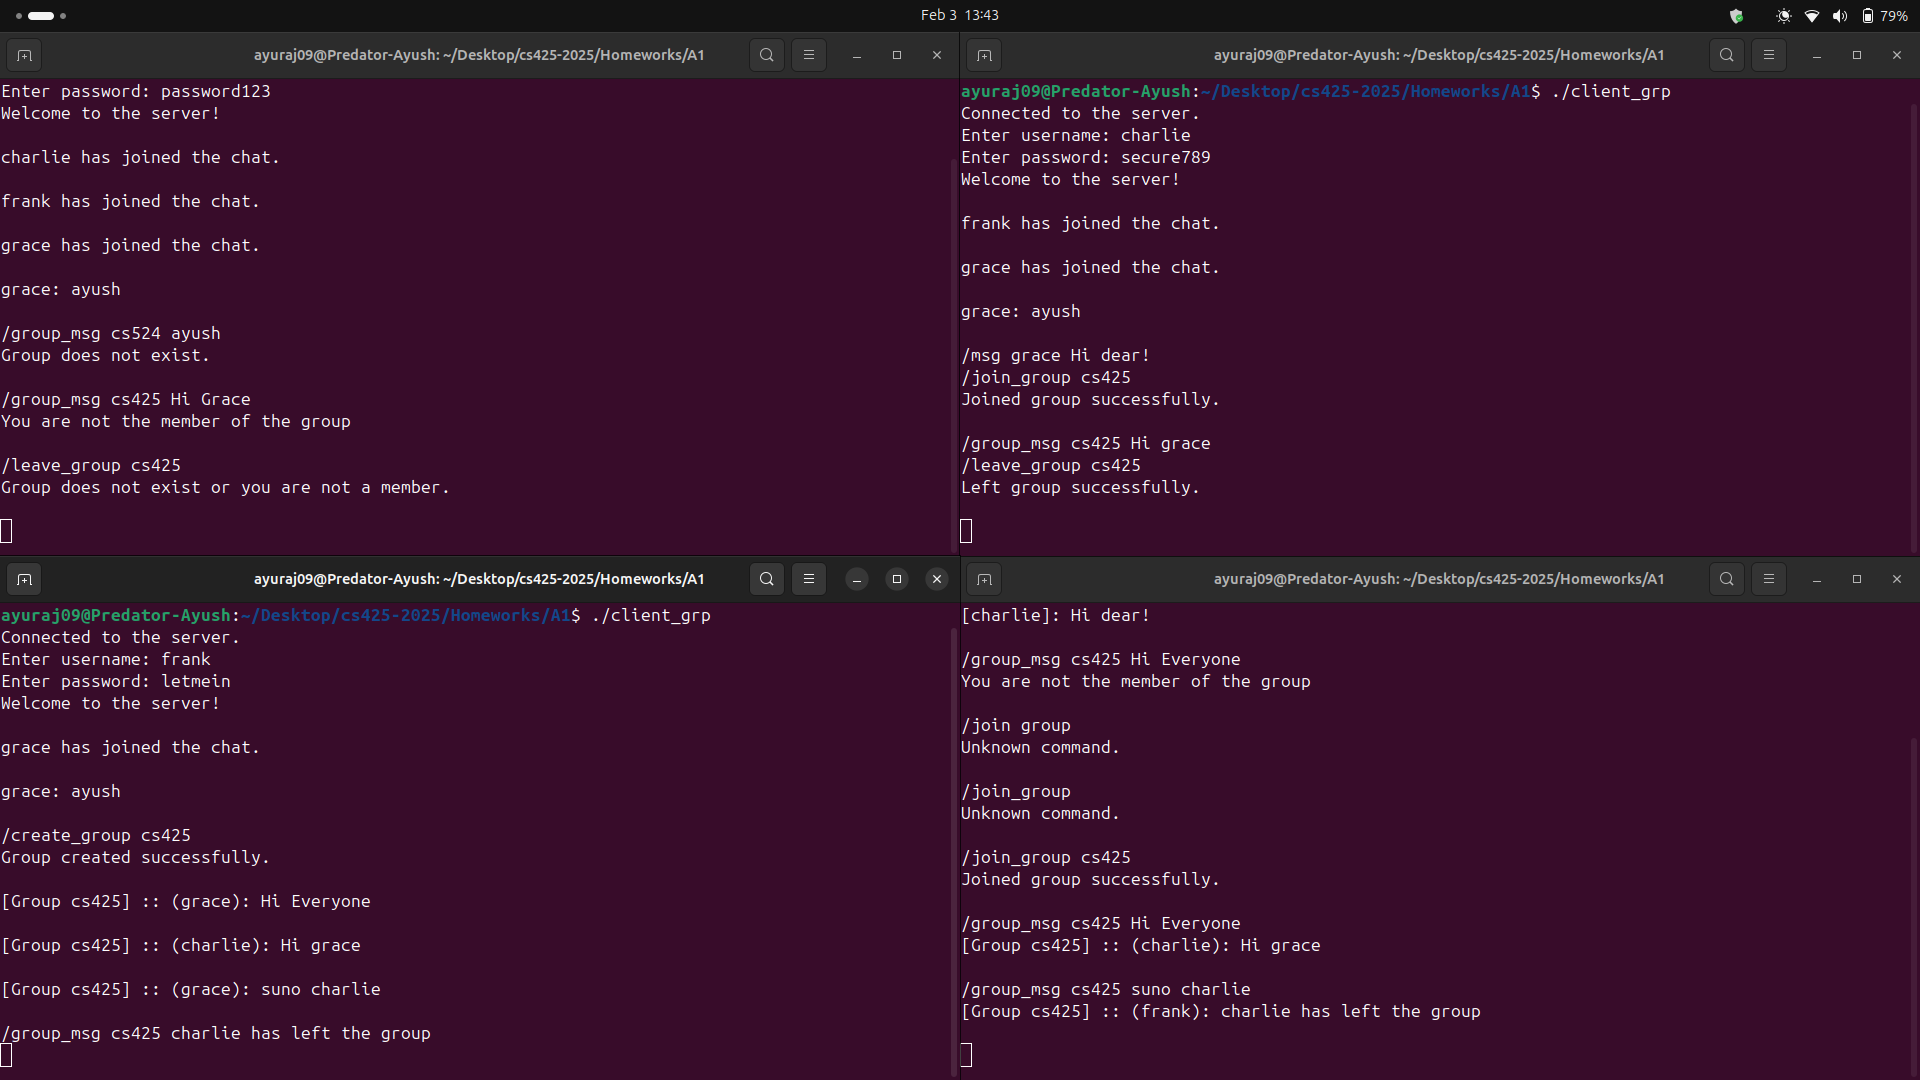 Feb 3 13:43
79%
ayuraj09@Predator-Ayush: ~/Desktop/cs425-2025/Homeworks/A1
Enter password: password123
Welcome to the server!
charlie has joined the chat.
frank has joined the chat.
grace has joined the chat.
grace: ayush
/group_msg cs524 ayush
Group does not exist.
/group_msg cs425 Hi Grace
You are not the member of the group
/leave_group cs425
Group does not exist or you are not a member.
ayuraj09@Predator-Ayush: ~/Desktop/cs425-2025/Homeworks/A1
ayuraj09@Predator-Ayush:~/Desktop/cs425-2025/Homeworks/A1$ ./client_grp
Connected to the server.
Enter username: charlie
Enter password: secure789
Welcome to the server!
frank has joined the chat.
grace has joined the chat.
grace: ayush
/msg grace Hi dear!
/join_group cs425
Joined group successfully.
/group_msg cs425 Hi grace
/leave_group cs425
Left group successfully.
ayuraj09@Predator-Ayush: ~/Desktop/cs425-2025/Homeworks/A1
ayuraj09@Predator-Ayush:~/Desktop/cs425-2025/Homeworks/A1$ ./client_grp
Connected to the server.
Enter username: frank
Enter password: letmein
Welcome to the server!
grace has joined the chat.
grace: ayush
/create_group cs425
Group created successfully.
[Group cs425] :: (grace): Hi Everyone
[Group cs425] :: (charlie): Hi grace
[Group cs425] :: (grace): suno charlie
/group_msg cs425 charlie has left the group
ayuraj09@Predator-Ayush: ~/Desktop/cs425-2025/Homeworks/A1
[charlie]: Hi dear!
/group_msg cs425 Hi Everyone
You are not the member of the group
/join group
Unknown command.
/join_group
Unknown command.
/join_group cs425
Joined group successfully.
/group_msg cs425 Hi Everyone
[Group cs425] :: (charlie): Hi grace
/group_msg cs425 suno charlie
[Group cs425] :: (frank): charlie has left the group